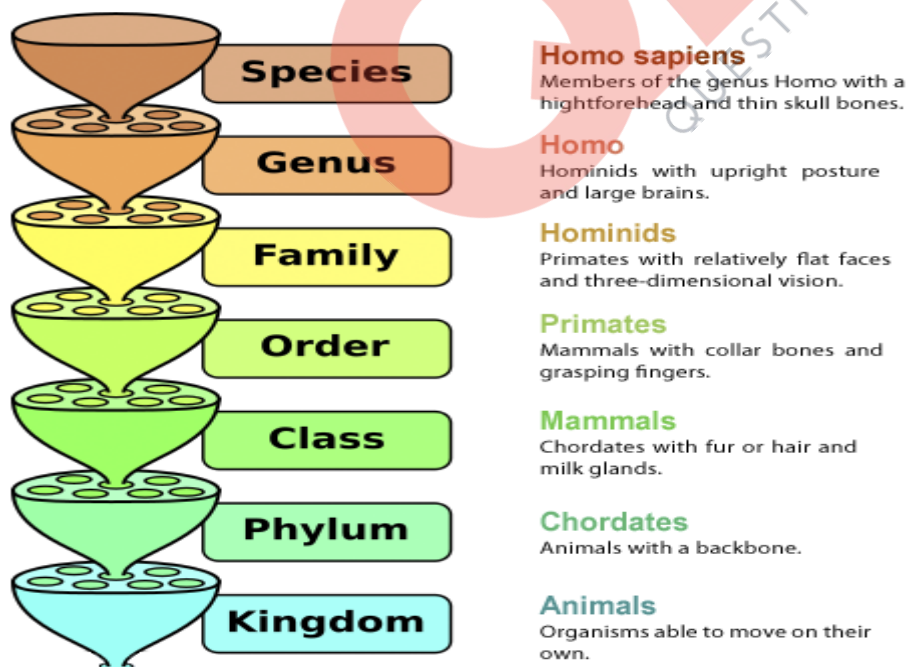 Species
Homo sapiens
Members of the genus Homo with a
hightforehead and thin skull bones.
Genus
Homo
Hominids with upright posture
and large brains.
Family
Hominids
Primates with relatively flat faces
and three-dimensional vision.
Order
Primates
Mammals with collar bones and
grasping fingers.
Class
Mammals
Chordates with fur or hair and
milk glands.
Phylum
Chordates
Animals with a backbone.
Kingdom
Animals
Organisms able to move on their
own.